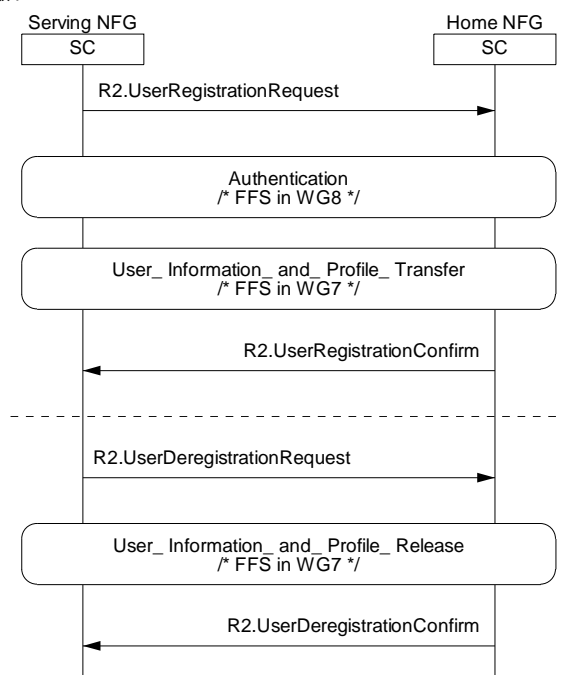 Serving NFG
Home NFG
SC
SC
R2.UserRegistrationRequest
Authentication
/* FFS in WG8 */
User_ Information_ and_ Profile_ Transfer
/* FFS in WG7 */
R2.UserRegistrationConfirm
R2.UserDeregistrationRequest
User_ Information_ and_ Profile_ Release
/* FFS in WG7 */
R2.UserDeregistrationConfirm